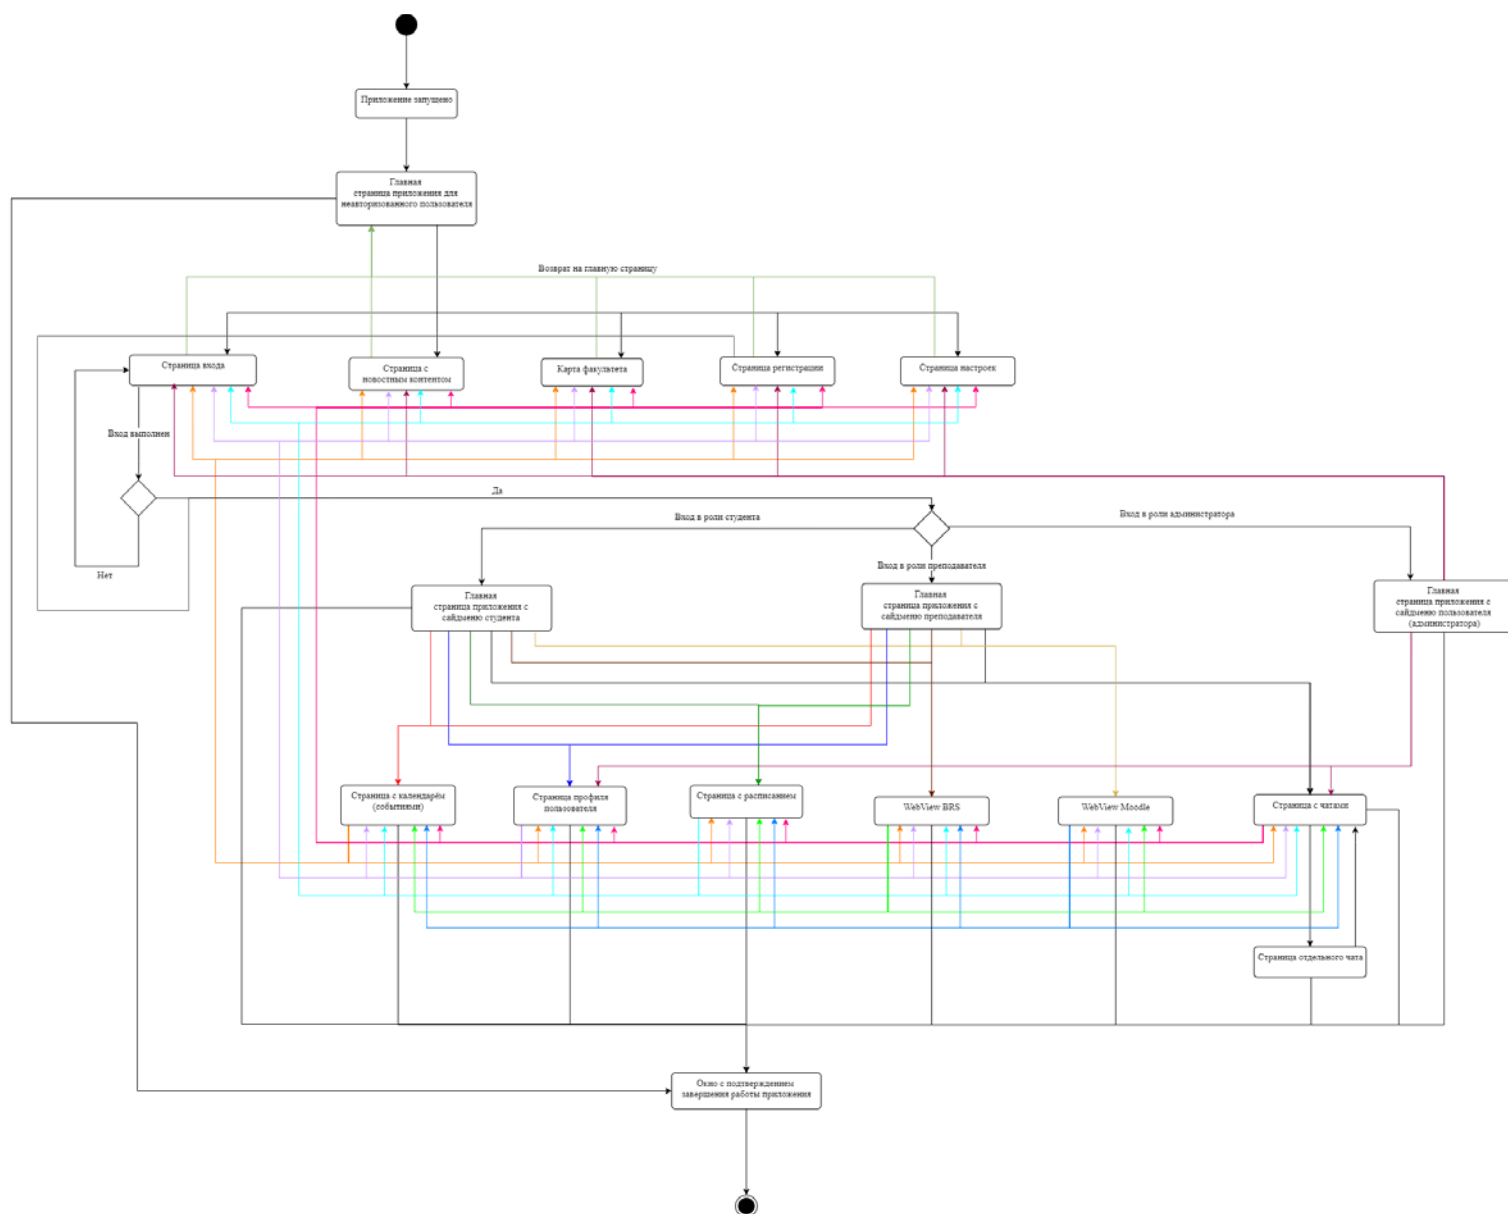 Приложение запущено
Главная
страница приложения для
неавторизованного пользователя
Возврат на главную страницу
Страница входа
Страница с
новостным контентом
Карта факультета
Страница регистрации
Страница настроек
Вход выполнен
Да
Нет
Вход в роли студента
Вход в роли администратора
Вход в роли преподавателя
Главная
страница приложения с
сайдменю студента
Главная
страница приложения с
сайдменю преподавателя
Главная
страница приложения с
сайдменю пользователя
(администратора)
Страница с календарём
(событиями)
Страница профиля
пользователя
Страница с расписанием
WebView BRS
WebView Moodle
Страница с чатами
Страница отдельного чата
Окно с подтверждением
завершения работы приложения